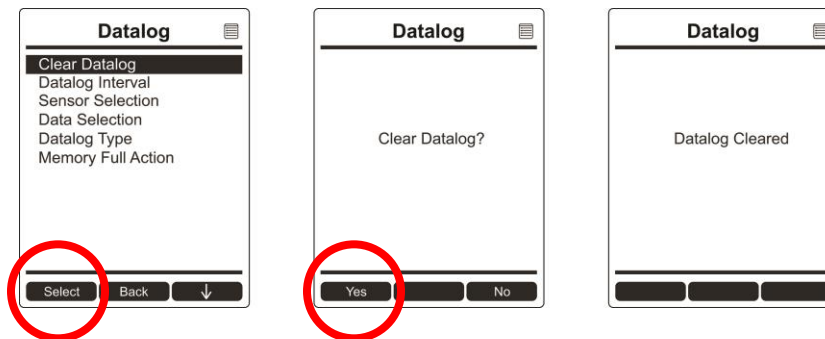 Datalog
Clear Datalog
Datalog Interval
Sensor Selection
Data Selection
Datalog Type
Memory Full Action
Select Back ↓
Datalog
Clear Datalog?
Yes No
Datalog
Datalog Cleared